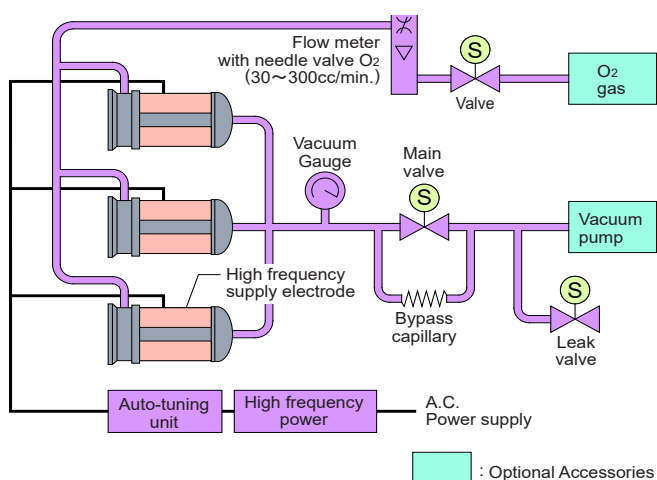 Flow meter
with needle valve O₂
(30～300cc/min.)
S
Valve
O₂
gas
Vacuum
Gauge
Main
valve
S
Vacuum
pump
High frequency
supply electrode
Bypass
capillary
S
Leak
valve
Auto-tuning
unit
High frequency
power
A.C.
Power supply
: Optional Accessories